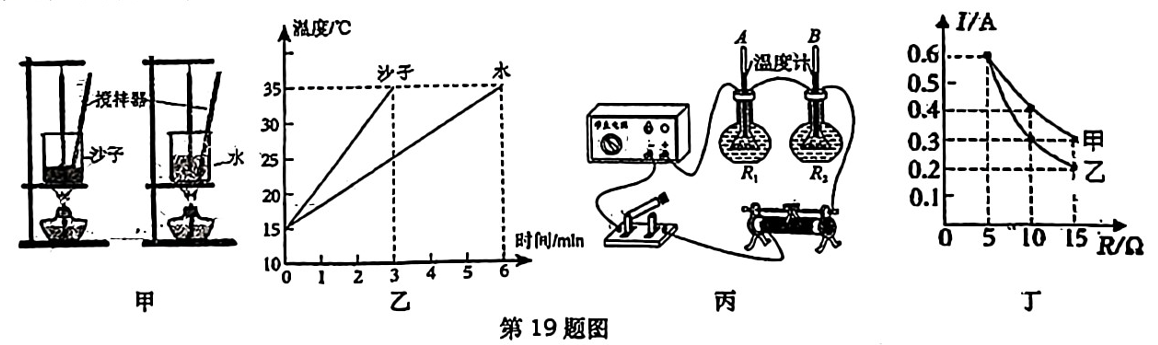 温度/℃
35
30
25
20
15
10
0 1 2 3 4 5 6
时间/min
沙子
水
搅拌器
沙子
水
甲
乙
A
B
温度计
R₁
R₂
丙
I/A
0.6
0.5
0.4
0.3
0.2
0.1
0 5 10 15
R/Ω
甲
乙
丁
第19题图